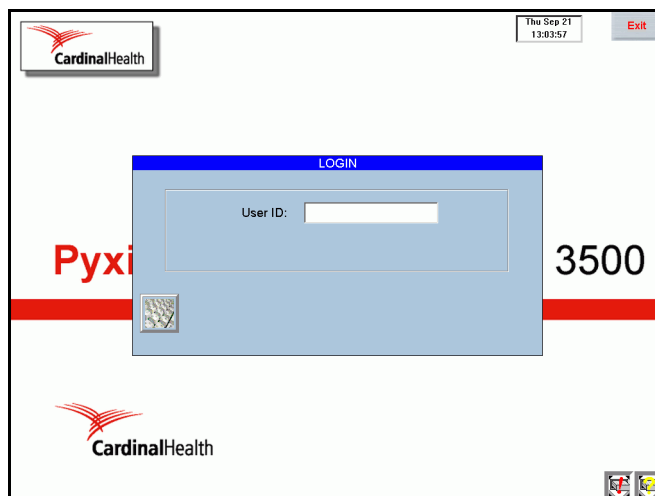 CardinalHealth
Thu Sep 21
13:03:57
Exit
LOGIN
User ID:
Pyxi 3500
CardinalHealth